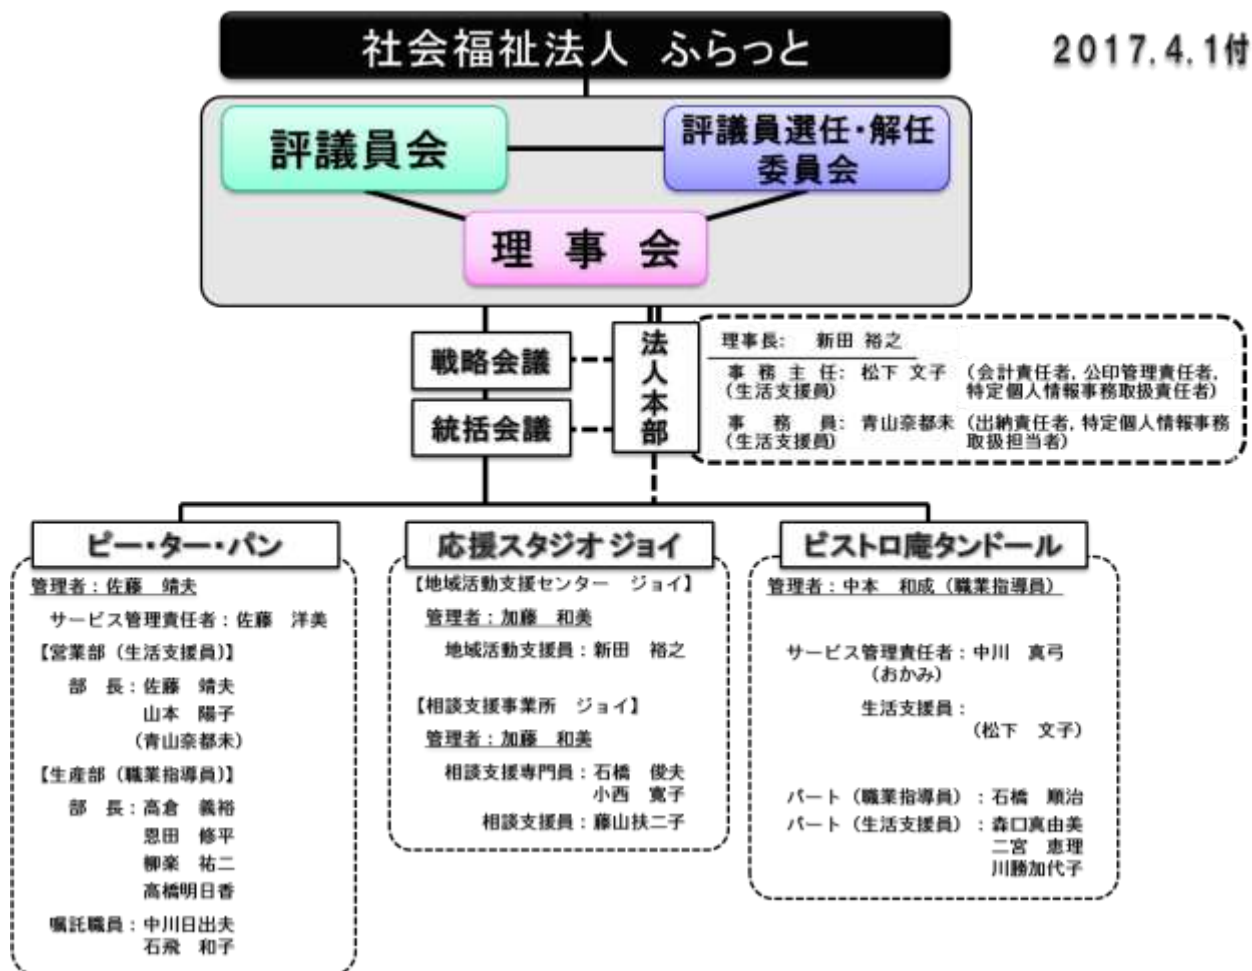 社会福祉法人 ふらっと
2017.4.1付
評議員会
評議員選任・解任
委員会
理事会
戦略会議
統括会議
法人本部
理事長: 新田 裕之
事務主任: 松下 文子 (会計責任者, 公印管理責任者,
(生活支援員) 特定個人情報事務取扱責任者)
事務員: 青山奈都未 (出納責任者, 特定個人情報事務
(生活支援員) 取扱担当者)
ピー・ター・パン
管理者：佐藤 靖夫
サービス管理責任者：佐藤 洋美
【営業部（生活支援員）】
部 長：佐藤 靖夫
山本 陽子
（青山奈都未）
【生産部（職業指導員）】
部 長：高倉 義裕
恩田 修平
柳楽 祐二
高橋明日香
嘱託職員：中川日出夫
石飛 和子
応援スタジオジョイ
【地域活動支援センター ジョイ】
管理者：加藤 和美
地域活動支援員：新田 裕之
【相談支援事業所 ジョイ】
管理者：加藤 和美
相談支援専門員：石橋 俊夫
小西 寛子
相談支援員：藤山扶二子
ビストロ庵タンドール
管理者：中本 和成（職業指導員）
サービス管理責任者：中川 真弓
（おかみ）
生活支援員：
（松下 文子）
パート（職業指導員）：石橋 順治
パート（生活支援員）：森口真由美
二宮 恵理
川勝加代子